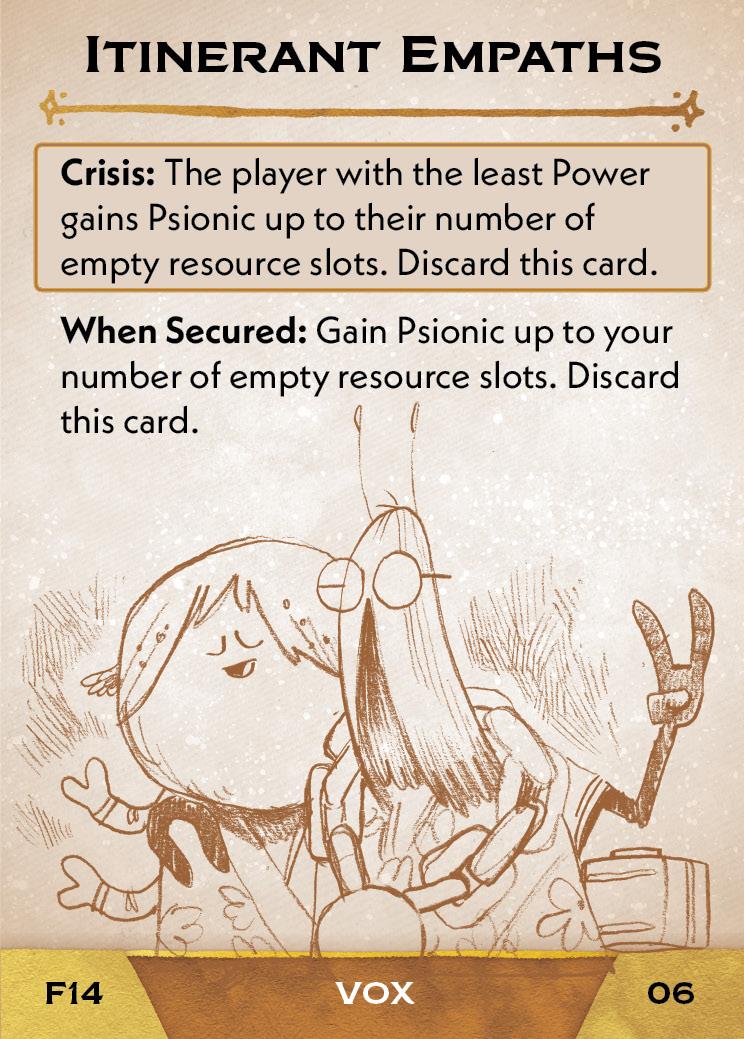 Itinerant Empaths
Crisis: The player with the least Power
gains Psionic up to their number of
empty resource slots. Discard this card.
When Secured: Gain Psionic up to your
number of empty resource slots. Discard
this card.
F14 VOX 06